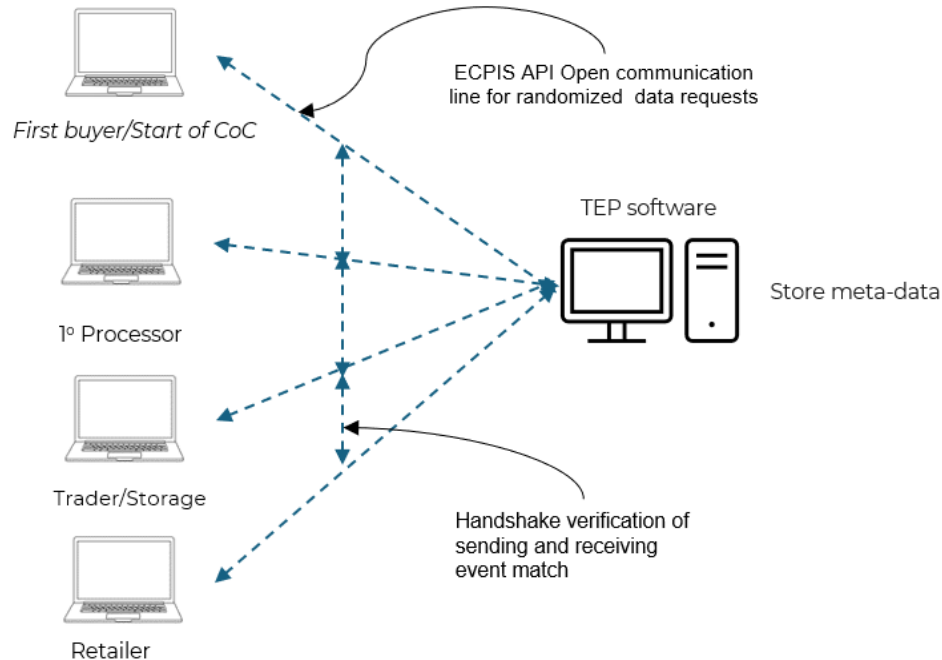 First buyer/Start of CoC
ECPIS API Open communication
line for randomized data requests
TEP software
Store meta-data
1º Processor
Trader/Storage
Handshake verification of
sending and receiving
event match
Retailer